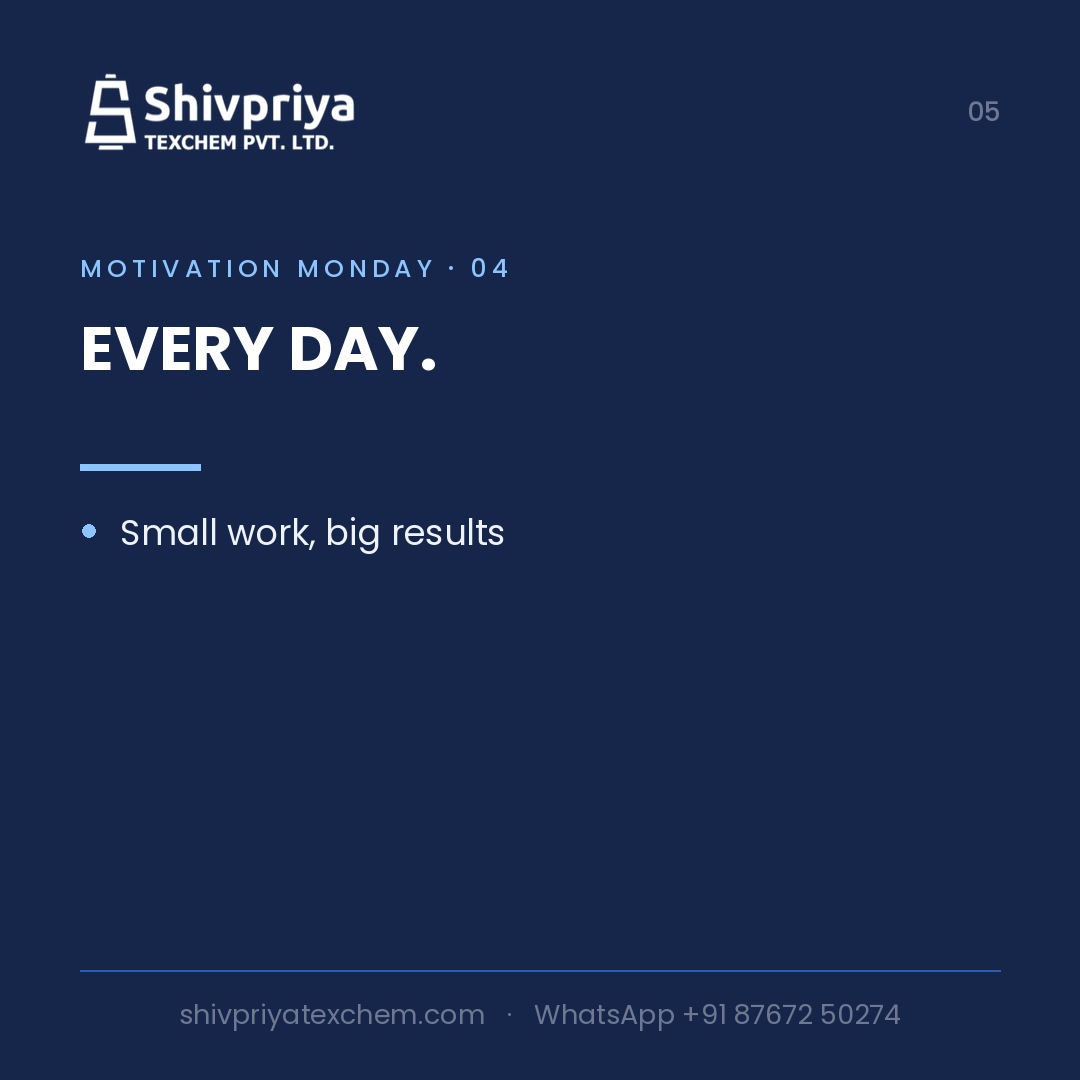 Shivpriya
TEXCHEM PVT. LTD.
05
MOTIVATION MONDAY · 04
EVERY DAY.
• Small work, big results
shivpriyatexchem.com · WhatsApp +91 87672 50274